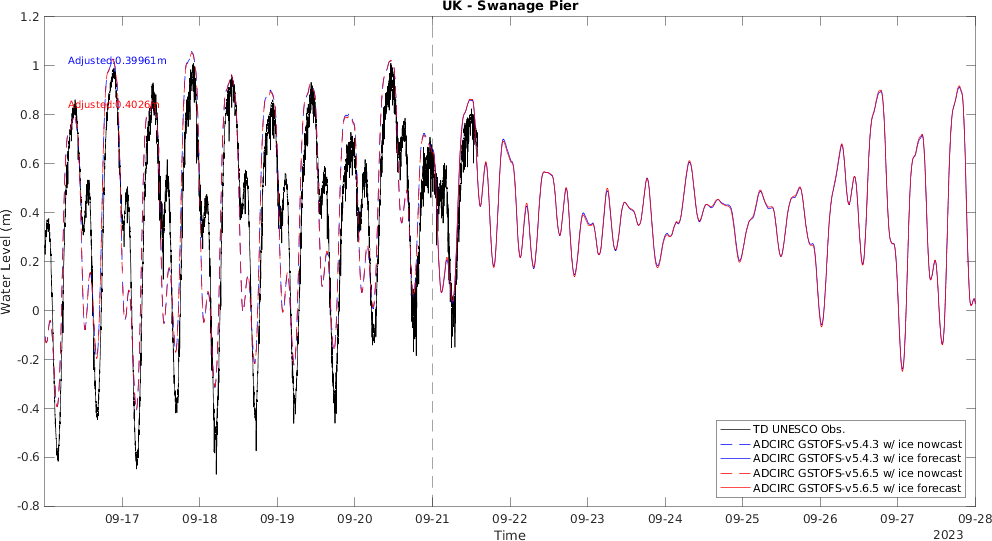 UK - Swanage Pier
1.2
1
0.8
0.6
0.4
0.2
0
-0.2
-0.4
-0.6
-0.8
Water Level (m)
Adjusted:0.39961m
Adjusted:0.4026m
TD UNESCO Obs.
ADCIRC GSTOFS-v5.4.3 w/ ice nowcast
ADCIRC GSTOFS-v5.4.3 w/ ice forecast
ADCIRC GSTOFS-v5.6.5 w/ ice nowcast
ADCIRC GSTOFS-v5.6.5 w/ ice forecast
09-17 09-18 09-19 09-20 09-21 09-22 09-23 09-24 09-25 09-26 09-27 09-28
Time
2023